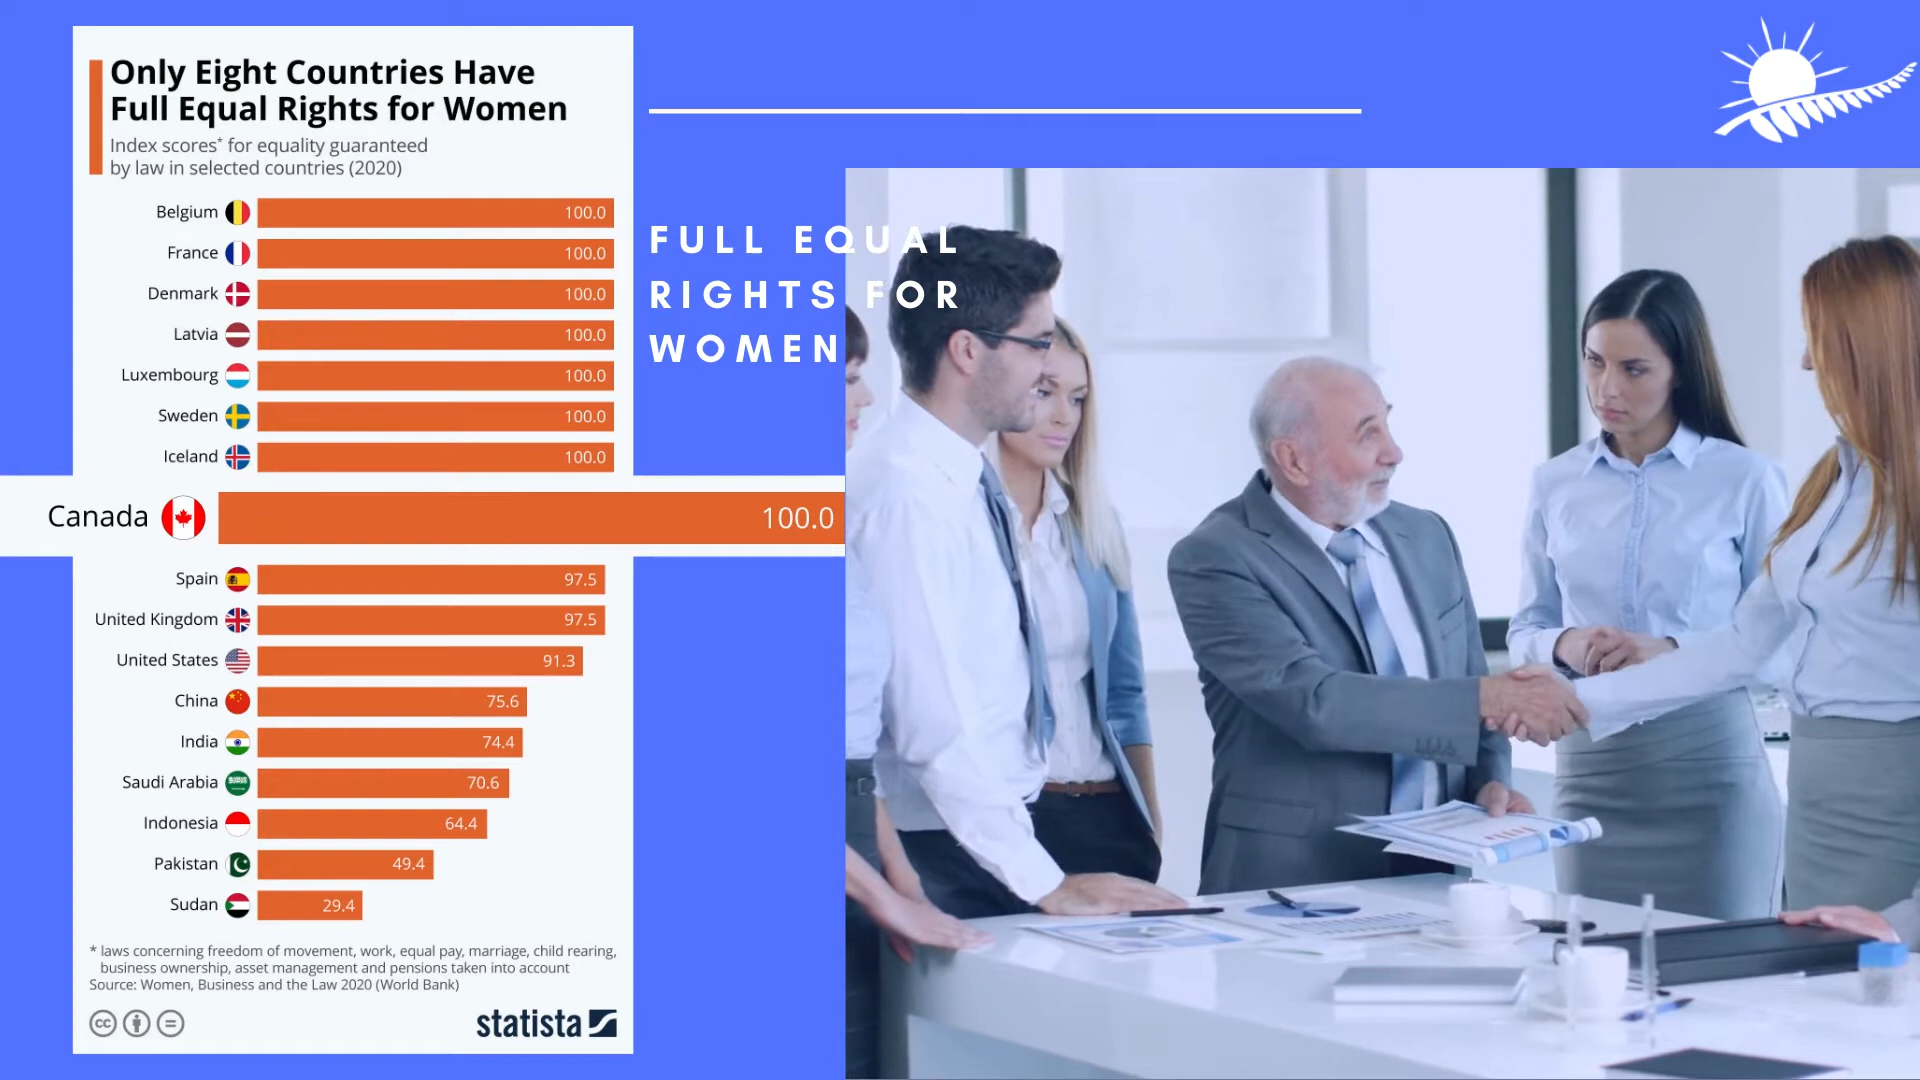 Only Eight Countries Have
Full Equal Rights for Women
Index scores* for equality guaranteed
by law in selected countries (2020)
Belgium 100.0
France 100.0
Denmark 100.0
Latvia 100.0
Luxembourg 100.0
Sweden 100.0
Iceland 100.0
Canada 100.0
Spain 97.5
United Kingdom 97.5
United States 91.3
China 75.6
India 74.4
Saudi Arabia 70.6
Indonesia 64.4
Pakistan 49.4
Sudan 29.4
* laws concerning freedom of movement, work, equal pay, marriage, child rearing,
business ownership, asset management and pensions taken into account
Source: Women, Business and the Law 2020 (World Bank)
cc
statista
FULL EQUAL
RIGHTS FOR
WOMEN